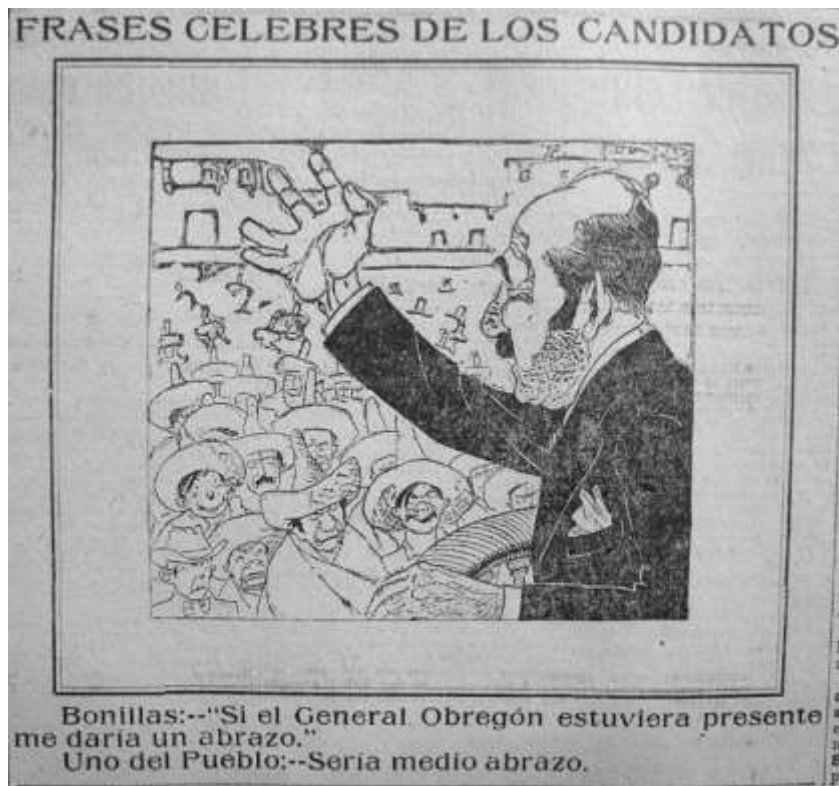 FRASES CELEBRES DE LOS CANDIDATOS
Bonillas:--"Si el General Obregón estuviera presente
me daría un abrazo."
Uno del Pueblo:--Sería medio abrazo.